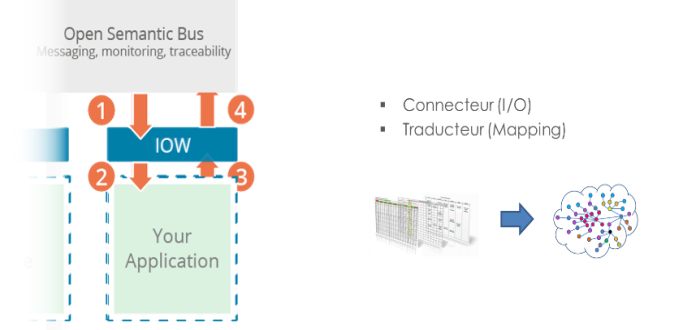 Open Semantic Bus
Messaging, monitoring, traceability
1
4
IOW
2
3
Your
Application
Connecteur (I/O)
Traducteur (Mapping)